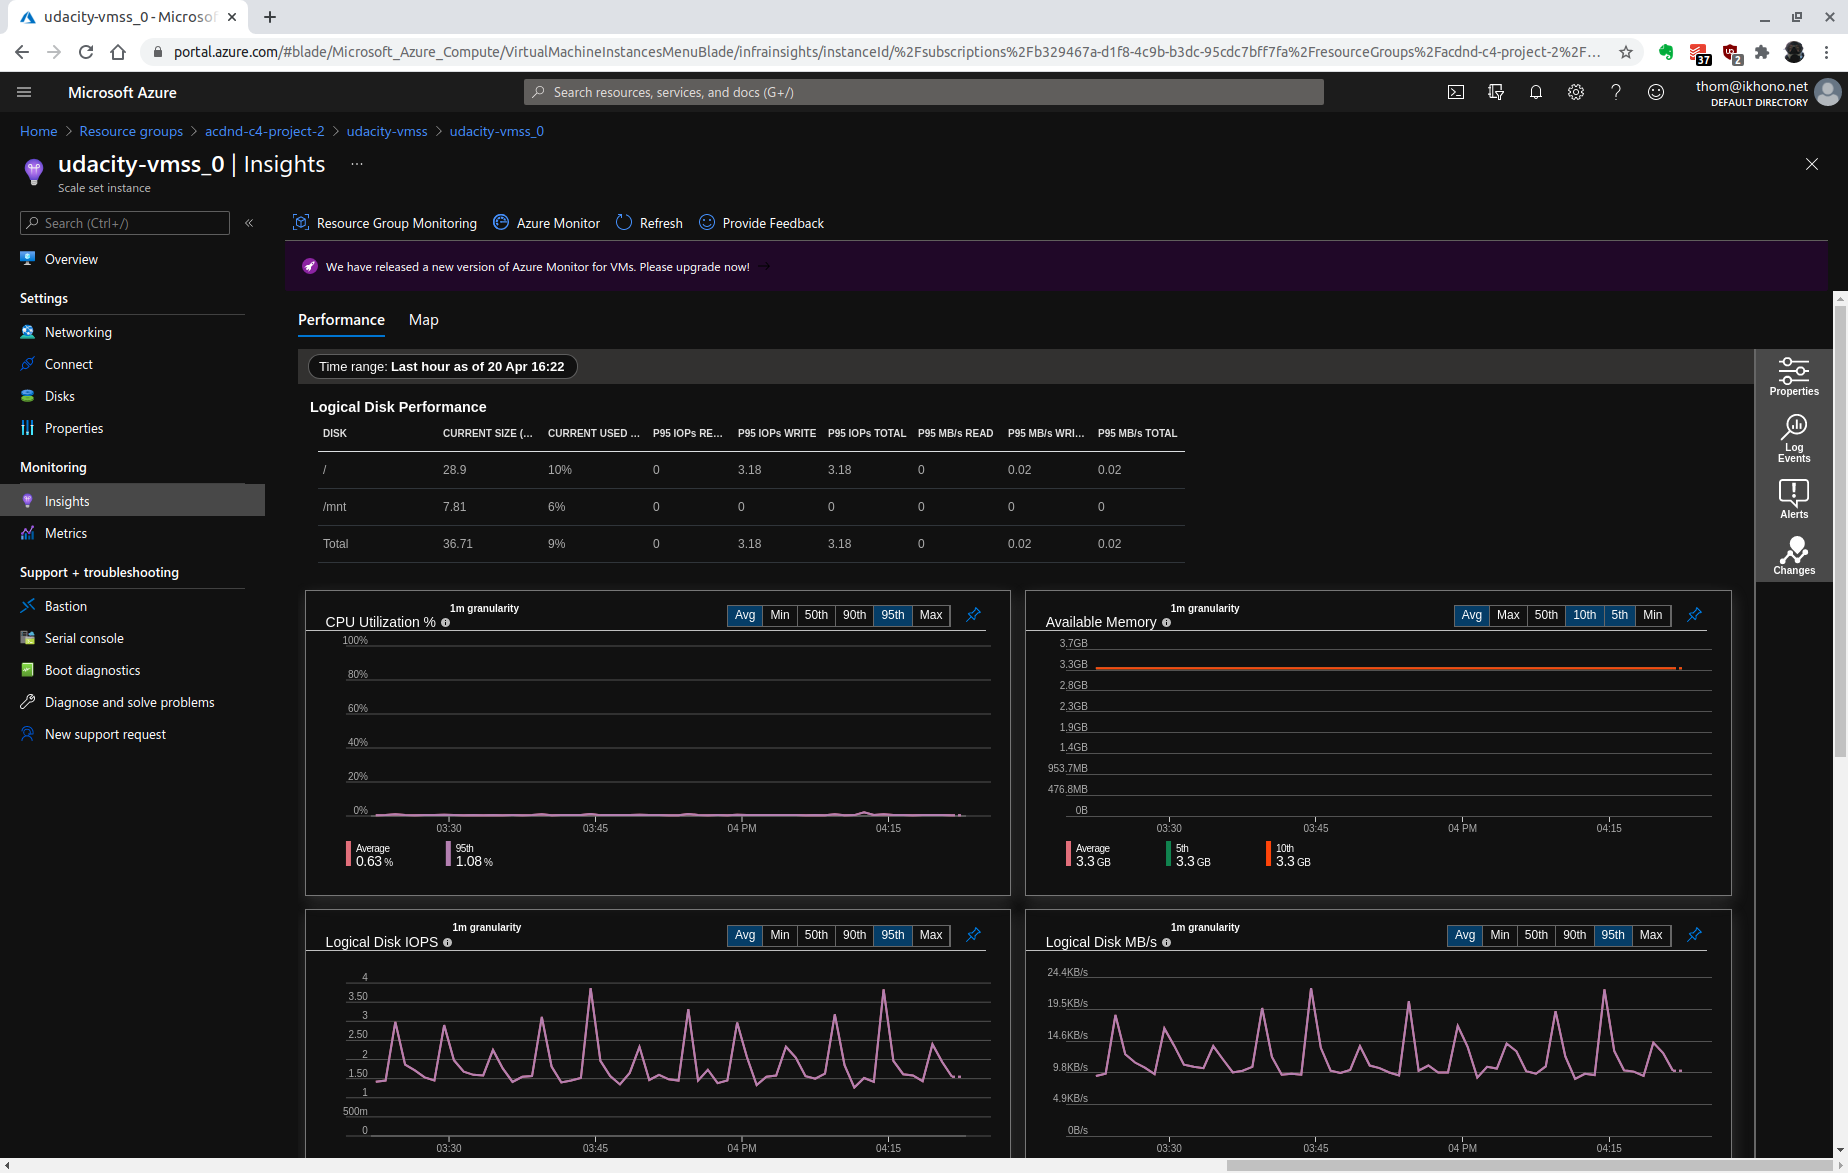 udacity-vmss_0 - Microsof
portal.azure.com/#blade/Microsoft_Azure_Compute/VirtualMachineInstancesMenuBlade/infrainsights/instanceId/%2Fsubscriptions%2Fb329467a-d1f8-4c9b-b3dc-95cdc7bff7fa%2FresourceGroups%2Facdnd-c4-project-2%2F...
37
2
Microsoft Azure
Search resources, services, and docs (G+/)
thom@ikhono.net
DEFAULT DIRECTORY
Home > Resource groups > acdnd-c4-project-2 > udacity-vmss > udacity-vmss_0
udacity-vmss_0 | Insights ...
Scale set instance
Search (Ctrl+/)
«
Overview
Settings
Networking
Connect
Disks
Properties
Monitoring
Insights
Metrics
Support + troubleshooting
Bastion
Serial console
Boot diagnostics
Diagnose and solve problems
New support request
Resource Group Monitoring Azure Monitor Refresh Provide Feedback
We have released a new version of Azure Monitor for VMs. Please upgrade now! →
Performance Map
Time range: Last hour as of 20 Apr 16:22
Logical Disk Performance
DISK CURRENT SIZE (... CURRENT USED ... P95 IOPs RE... P95 IOPs WRITE P95 IOPs TOTAL P95 MB/s READ P95 MB/s WRI... P95 MB/s TOTAL
/ 28.9 10% 0 3.18 3.18 0 0.02 0.02
/mnt 7.81 6% 0 0 0 0 0 0
Total 36.71 9% 0 3.18 3.18 0 0.02 0.02
Properties
Log
Events
Alerts
Changes
1m granularity
CPU Utilization %
Avg Min 50th 90th 95th Max
100%
80%
60%
40%
20%
0%
03:30 03:45 04 PM 04:15
Average
0.63 %
95th
1.08 %
1m granularity
Available Memory
Avg Max 50th 10th 5th Min
3.7GB
3.3GB
2.8GB
2.3GB
1.9GB
1.4GB
953.7MB
476.8MB
0B
03:30 03:45 04 PM 04:15
Average
3.3 GB
5th
3.3 GB
10th
3.3 GB
1m granularity
Logical Disk IOPS
Avg Min 50th 90th 95th Max
4
3.50
3
2.50
2
1.50
1
500m
0
03:30 03:45 04 PM 04:15
1m granularity
Logical Disk MB/s
Avg Min 50th 90th 95th Max
24.4KB/s
19.5KB/s
14.6KB/s
9.8KB/s
4.9KB/s
0B/s
03:30 03:45 04 PM 04:15